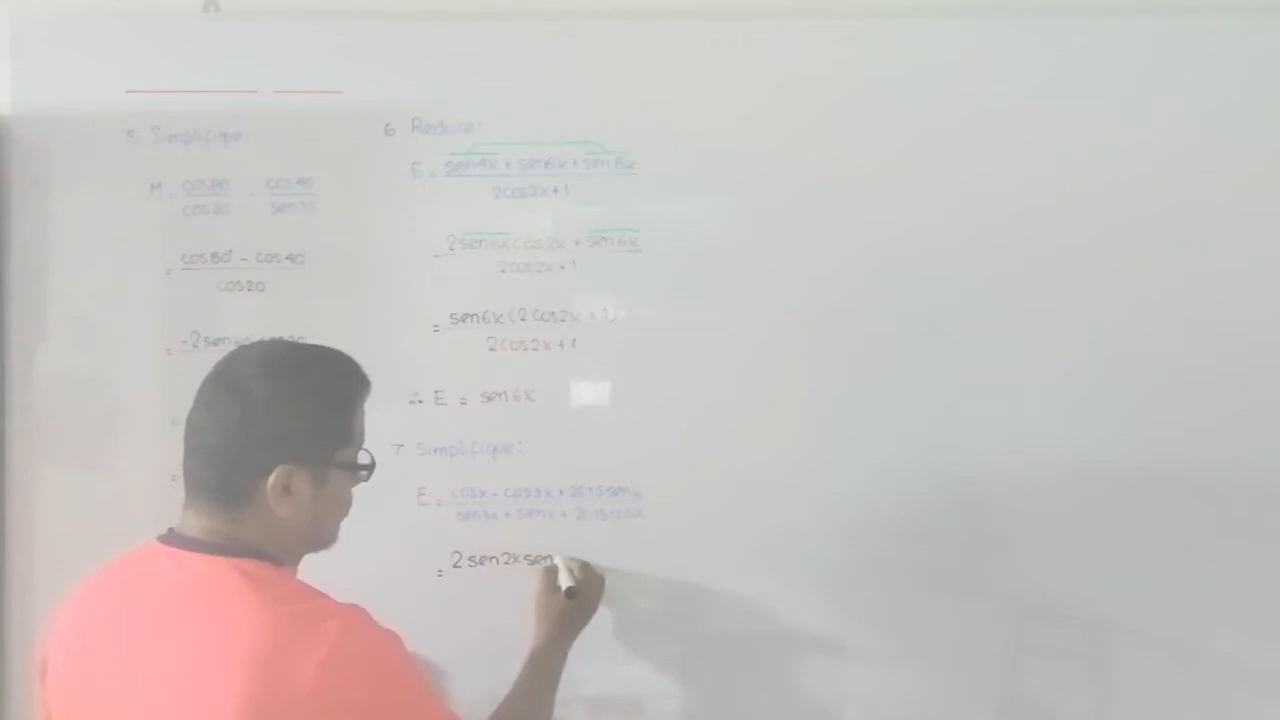 5 Simplifique:
M = cos80 / cos20 - cos40 / sen70
= cos80° - cos40° / cos20
= -2sen
=
=
6 Reduce:
E = sen4x + sen6x + sen8x / 2cos2x+1
= 2sen6xcos2x + sen6x / 2cos2x+1
= sen6x(2cos2x + 1) / 2cos2x+1
∴ E = sen6x
7 Simplifique:
E = cosx - cos3x + 2015senx / sen3x + senx + 2015cosx
= 2sen2xsen